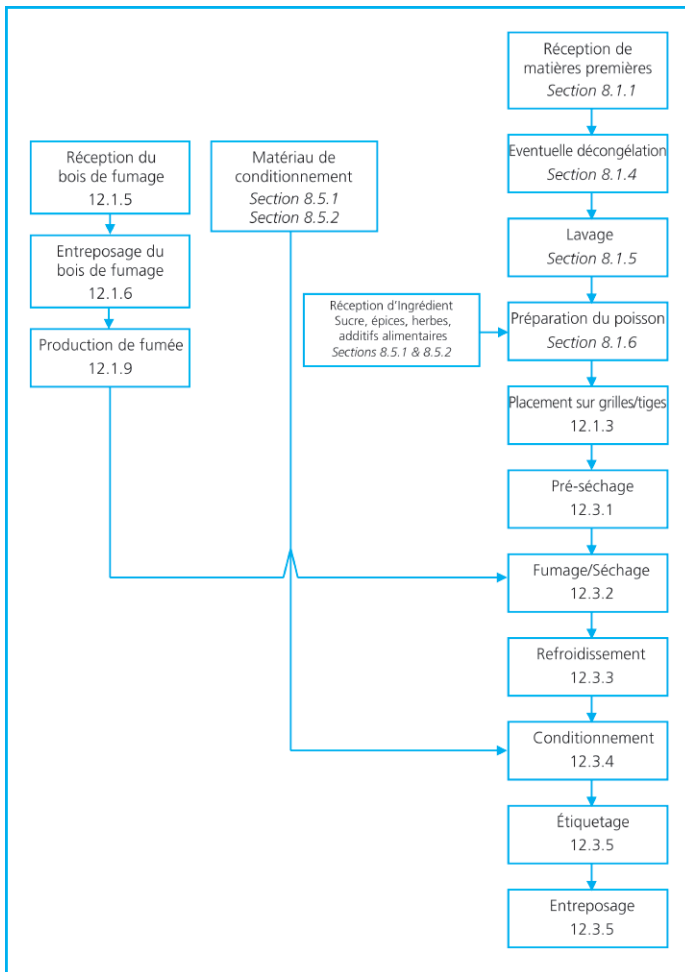 Réception de
matières premières
Section 8.1.1
Réception du
bois de fumage
12.1.5
Matériau de
conditionnement
Section 8.5.1
Section 8.5.2
Eventuelle décongélation
Section 8.1.4
Entreposage du
bois de fumage
12.1.6
Lavage
Section 8.1.5
Production de fumée
12.1.9
Réception d'Ingrédient
Sucre, épices, herbes,
additifs alimentaires
Sections 8.5.1 & 8.5.2
Préparation du poisson
Section 8.1.6
Placement sur grilles/tiges
12.1.3
Pré-séchage
12.3.1
Fumage/Séchage
12.3.2
Refroidissement
12.3.3
Conditionnement
12.3.4
Étiquetage
12.3.5
Entreposage
12.3.5